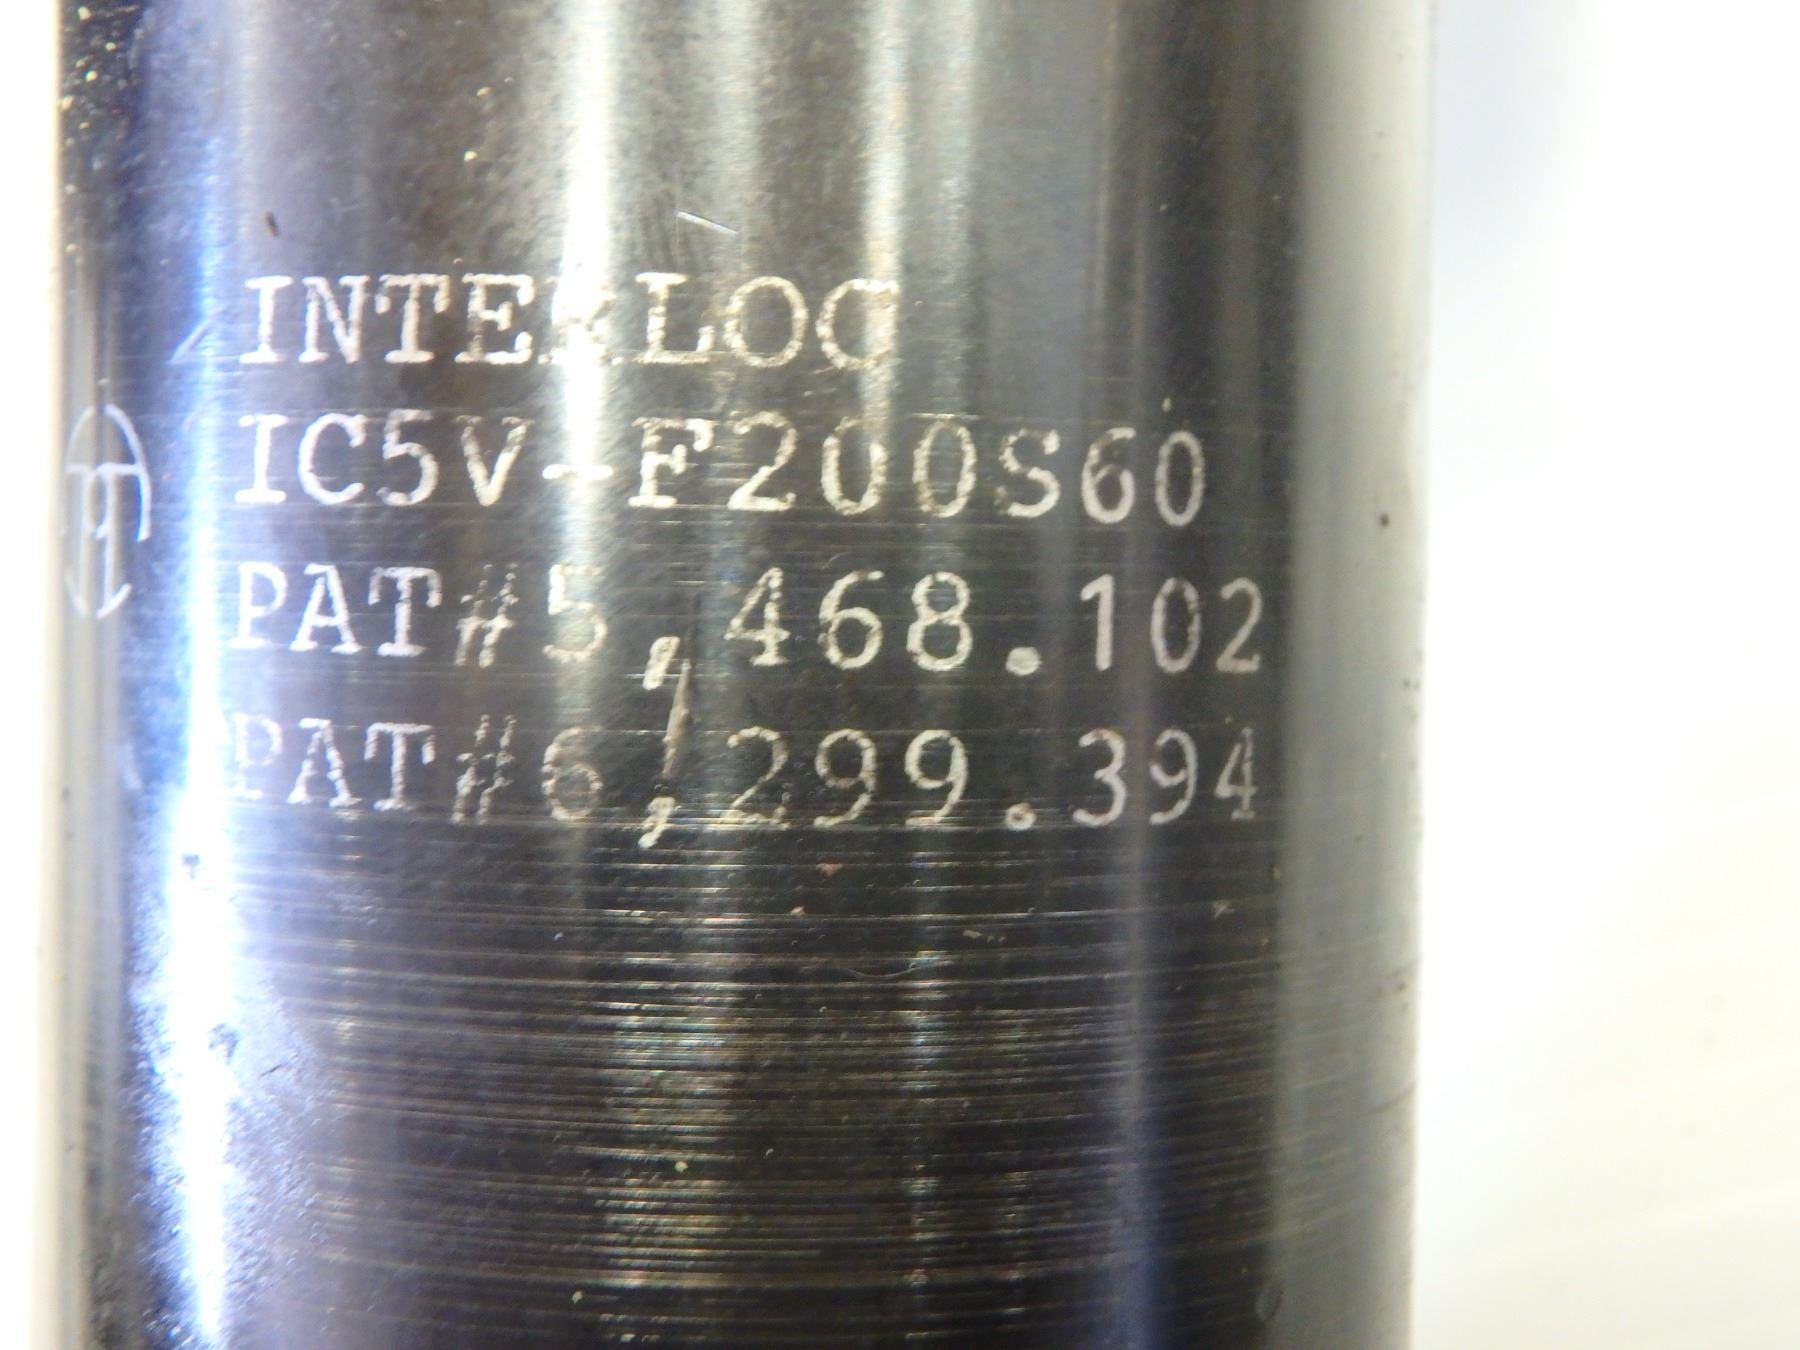 INTERLOC
IC5V-F200S60
PAT#5,468.102
PAT#6,299.394